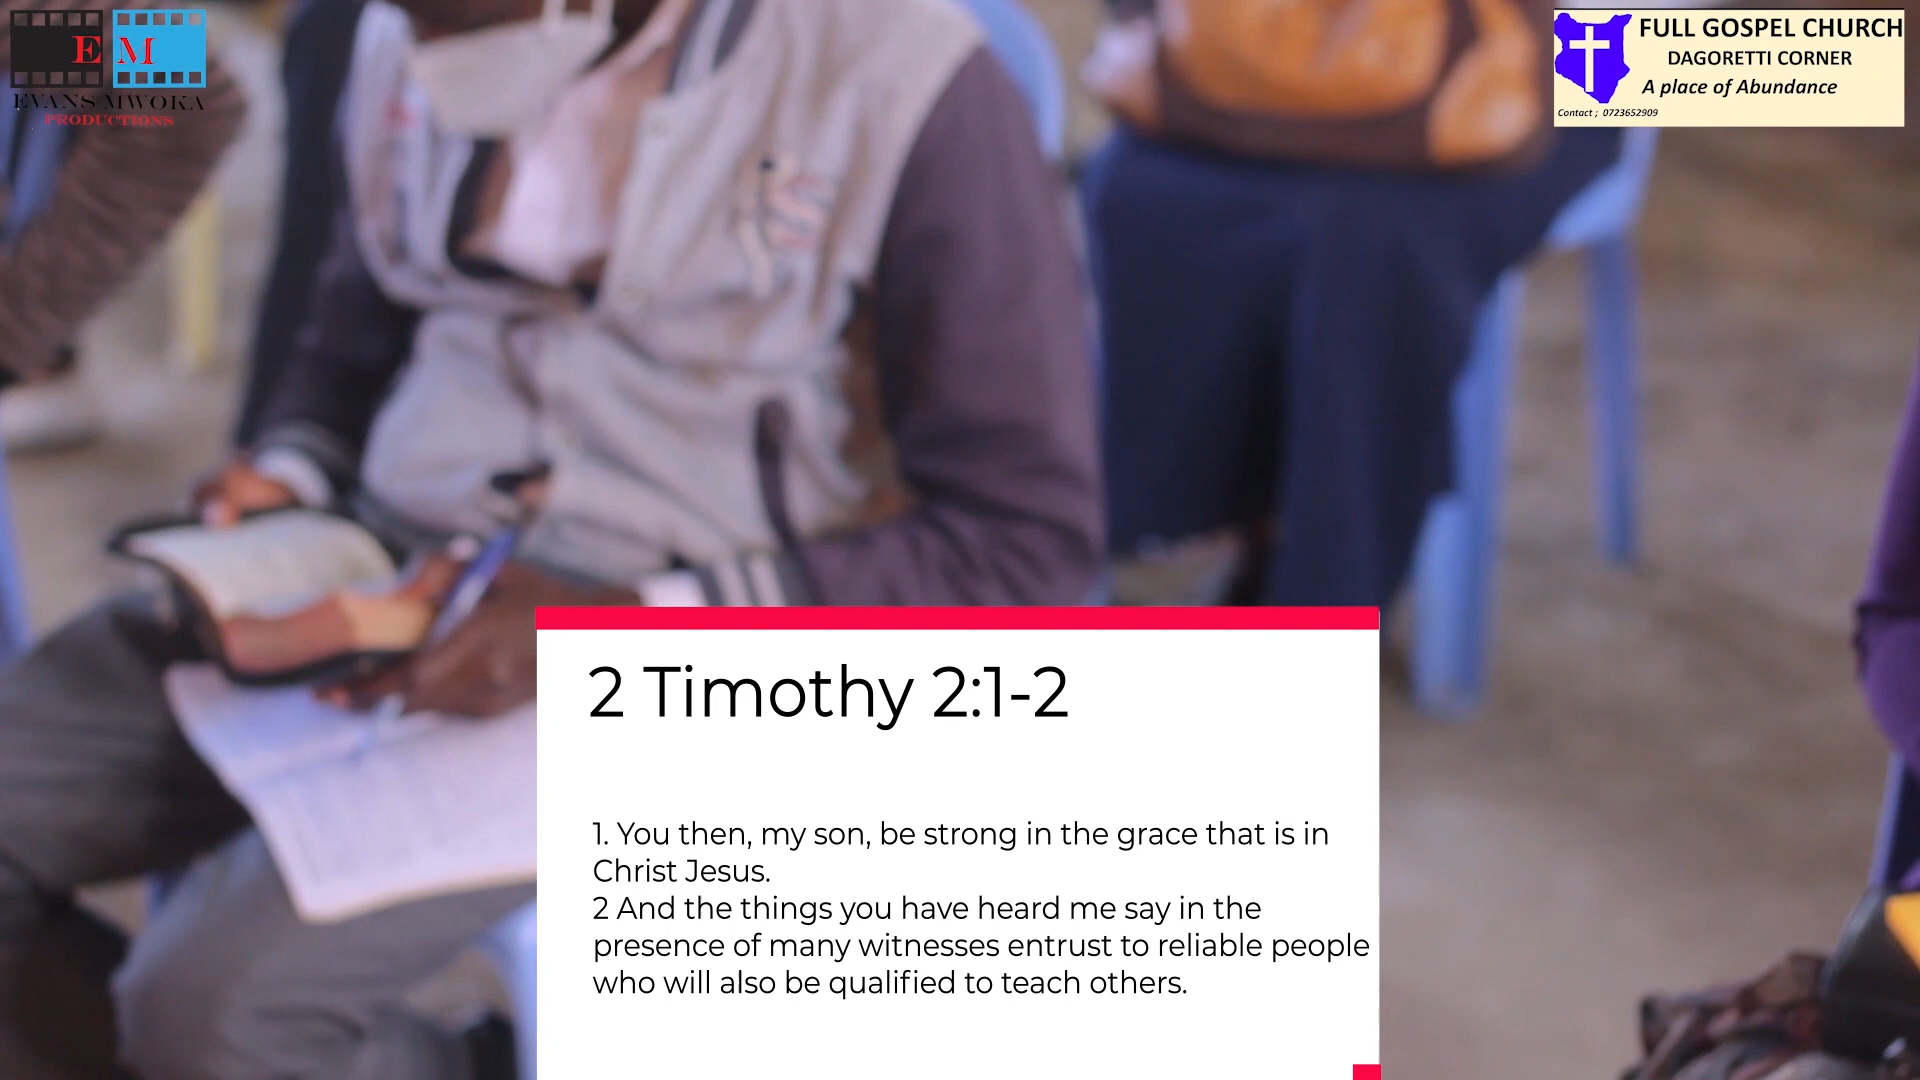 E M
EVANS MWOKA
PRODUCTIONS
FULL GOSPEL CHURCH
DAGORETTI CORNER
A place of Abundance
Contact ; 0723652909
2 Timothy 2:1-2
1. You then, my son, be strong in the grace that is in
Christ Jesus.
2 And the things you have heard me say in the
presence of many witnesses entrust to reliable people
who will also be qualified to teach others.